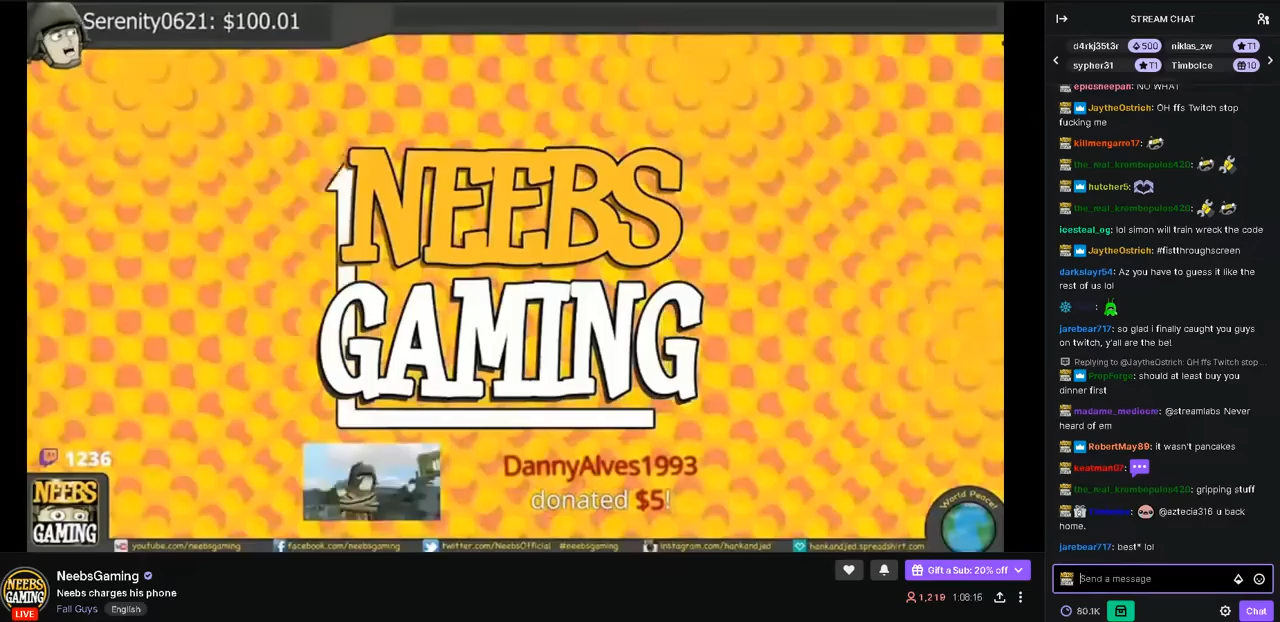 Serenity0621: $100.01
NEEBS
GAMING
1236
DannyAlves1993
donated $5!
NEEBS
GAMING
World Peace!
youtube.com/neebsgaming
facebook.com/neebsgaming
twitter.com/NeebsOfficial #neebsgaming
instagram.com/hankandjed
hankandjed.spreadshirt.com
NEEBS
GAMING
LIVE
NeebsGaming
Neebs charges his phone
Fall Guys English
Gift a Sub: 20% off
1,219 1:08:16
STREAM CHAT
d4rkj35t3r 500 niklas_zw T1
sypher31 T1 TimboIce 10
epicsheepan: NO WHAT
JaytheOstrich: OH ffs Twitch stop
fucking me
killmengarro17:
the_real_krombopulos420:
hutcher5:
the_real_krombopulos420:
icesteal_og: lol simon will train wreck the code
JaytheOstrich: #fistthroughscreen
darkslayr54: Az you have to guess it like the
rest of us lol
:
jarebear717: so glad i finally caught you guys
on twitch, y'all are the be!
Replying to @JaytheOstrich: OH ffs Twitch stop ...
PropForge: should at least buy you
dinner first
madame_mediocre: @streamlabs Never
heard of em
RobertMay89: it wasn't pancakes
keatman07:
the_real_krombopulos420: gripping stuff
: @aztecia316 u back
home.
jarebear717: best* lol
Send a message
80.1K
Chat